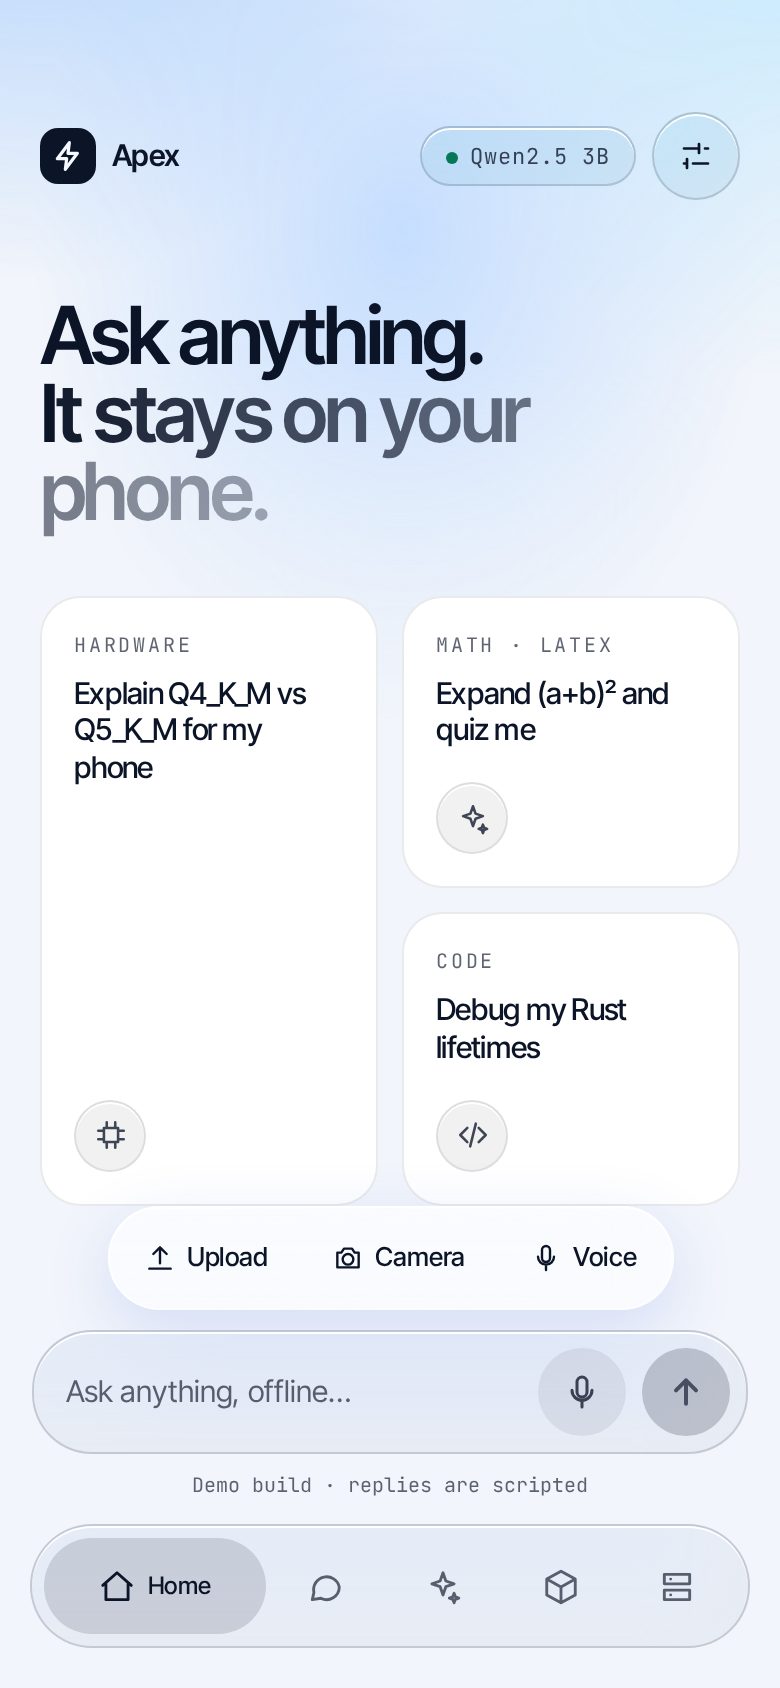 Apex
Qwen2.5 3B
Ask anything.
It stays on your
phone.
HARDWARE
Explain Q4_K_M vs
Q5_K_M for my
phone
MATH · LATEX
Expand (a+b)² and
quiz me
CODE
Debug my Rust
lifetimes
Upload
Camera
Voice
Ask anything, offline...
Demo build · replies are scripted
Home